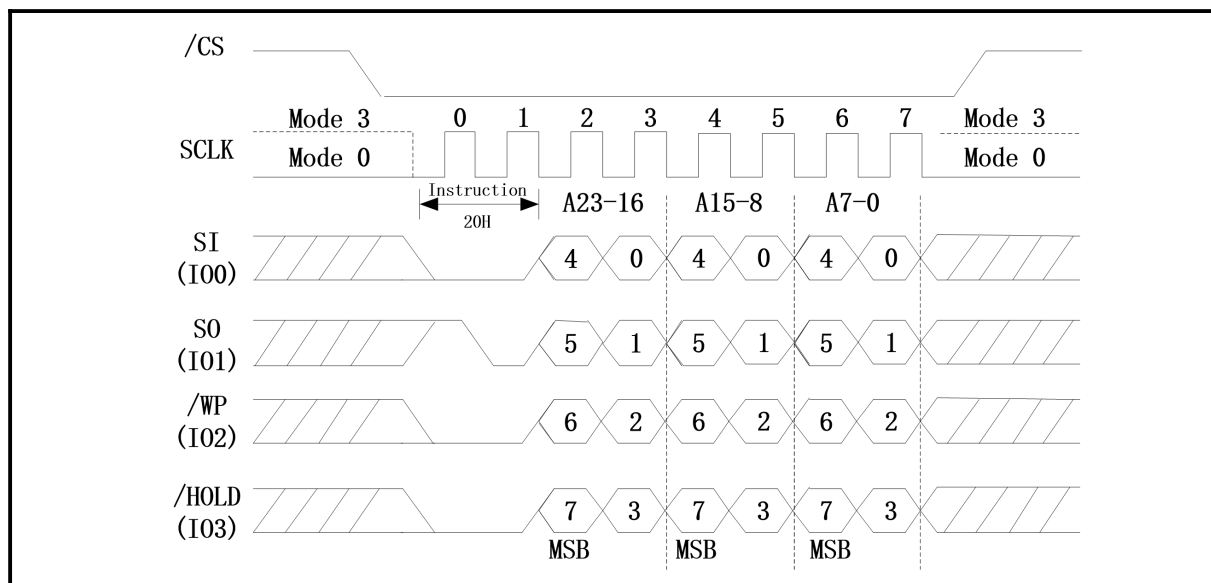 /CS
Mode 3 0 1 2 3 4 5 6 7 Mode 3
SCLK
Mode 0 Mode 0
Instruction A23-16 A15-8 A7-0
20H
SI
(IO0) 4 0 4 0 4 0
SO
(IO1) 5 1 5 1 5 1
/WP
(IO2) 6 2 6 2 6 2
/HOLD
(IO3) 7 3 7 3 7 3
MSB MSB MSB